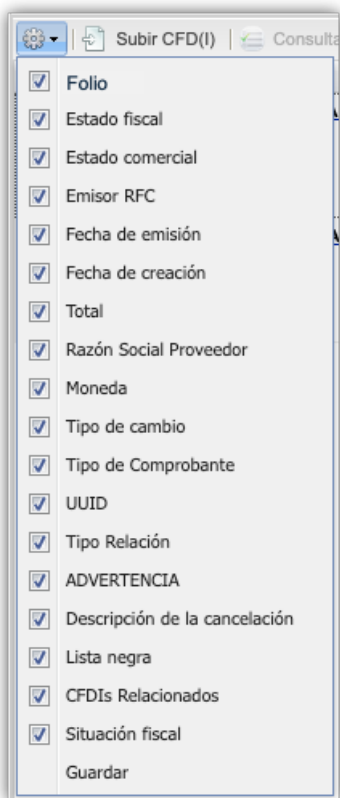 Subir CFD(I) Consulta
Folio
Estado fiscal
Estado comercial
Emisor RFC
Fecha de emisión
Fecha de creación
Total
Razón Social Proveedor
Moneda
Tipo de cambio
Tipo de Comprobante
UUID
Tipo Relación
ADVERTENCIA
Descripción de la cancelación
Lista negra
CFDIs Relacionados
Situación fiscal
Guardar